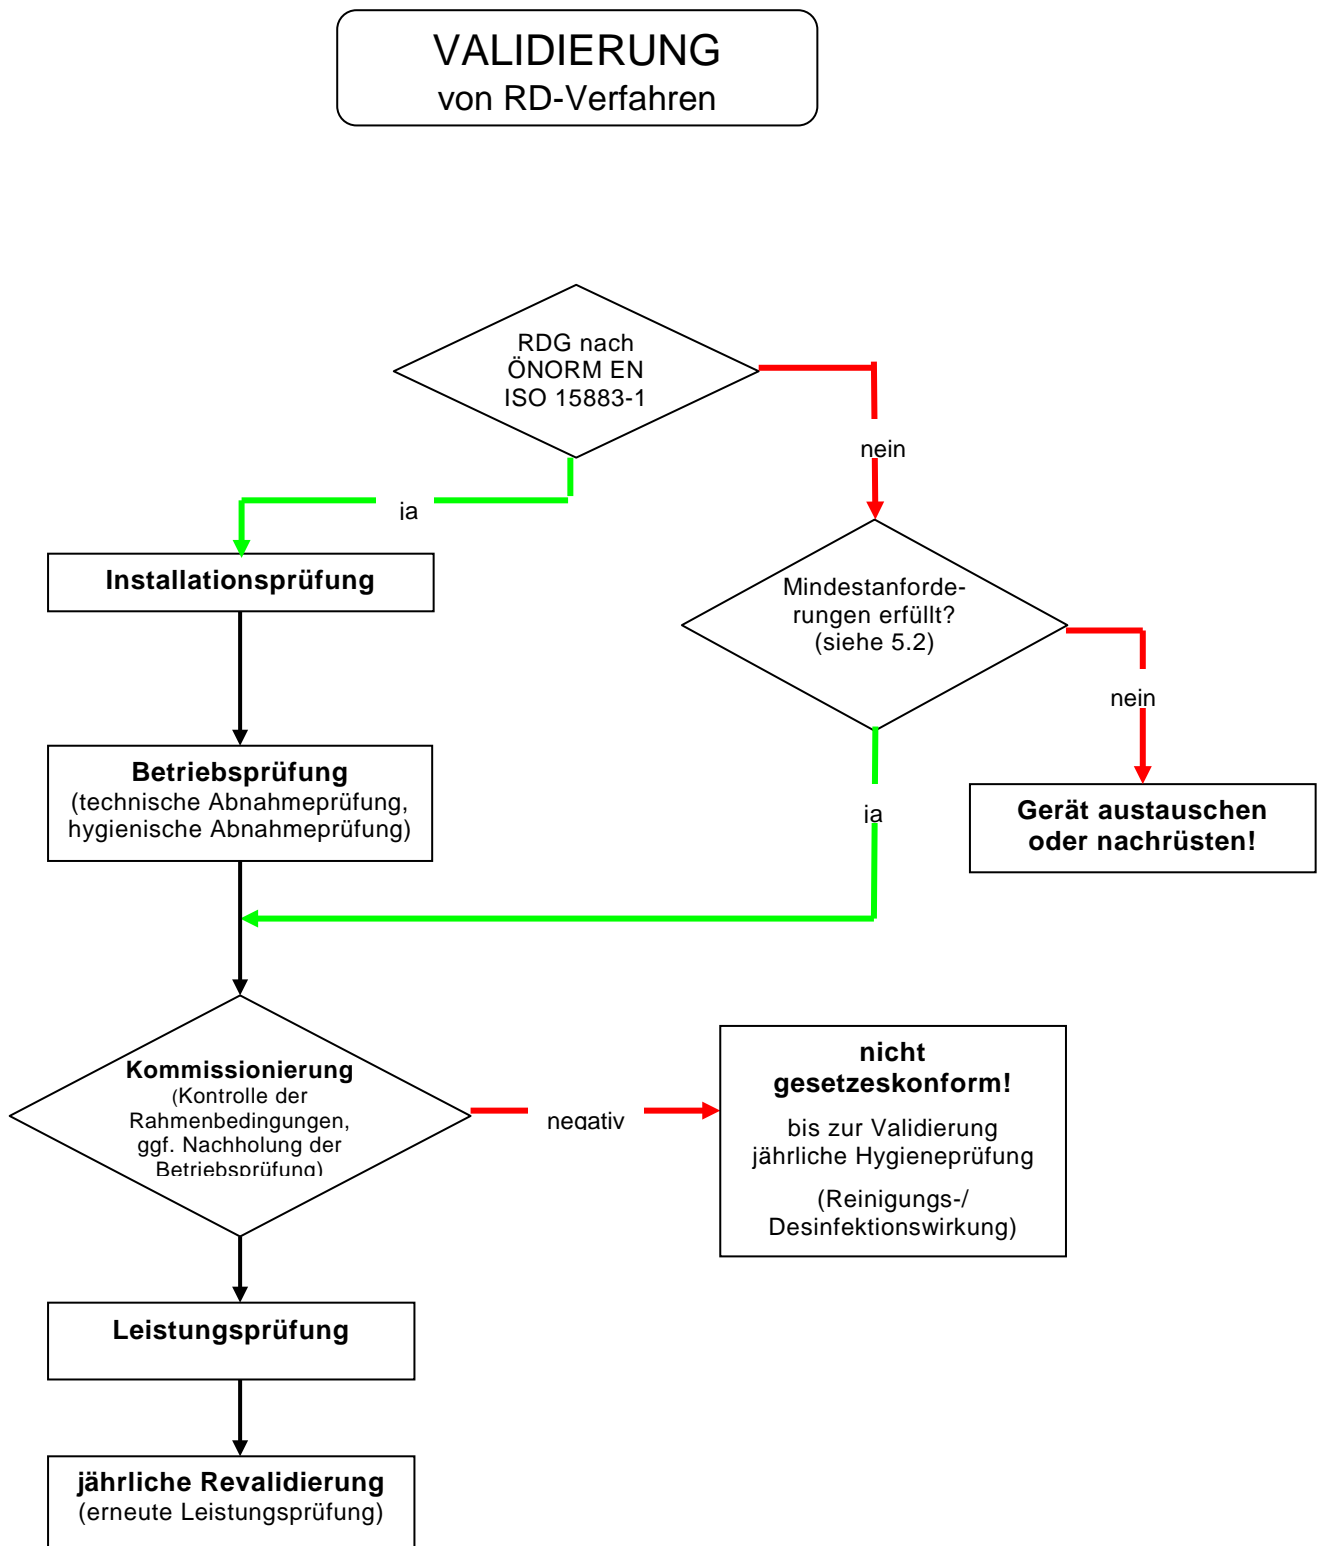 VALIDIERUNG
von RD-Verfahren
RDG nach
ÖNORM EN
ISO 15883-1
nein
ja
Installationsprüfung
Mindestanforde-
rungen erfüllt?
(siehe 5.2)
nein
Betriebsprüfung
(technische Abnahmeprüfung,
hygienische Abnahmeprüfung)
ja
Gerät austauschen
oder nachrüsten!
Kommissionierung
(Kontrolle der
Rahmenbedingungen,
ggf. Nachholung der
Betriebsprüfung)
negativ
nicht
gesetzeskonform!
bis zur Validierung
jährliche Hygieneprüfung
(Reinigungs-/
Desinfektionswirkung)
Leistungsprüfung
jährliche Revalidierung
(erneute Leistungsprüfung)